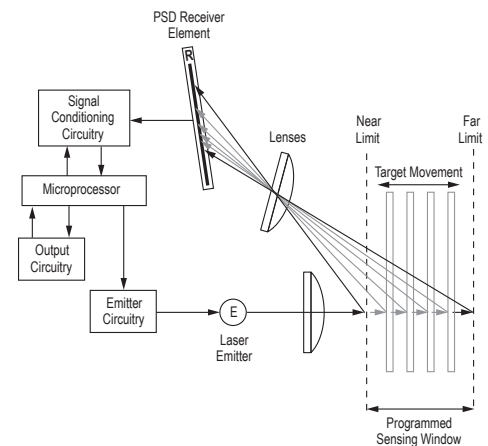 PSD Receiver
Element
R
Signal
Conditioning
Circuitry
Near
Limit
Far
Limit
Lenses
Target Movement
Microprocessor
Output
Circuitry
Emitter
Circuitry
E
Laser
Emitter
Programmed
Sensing Window